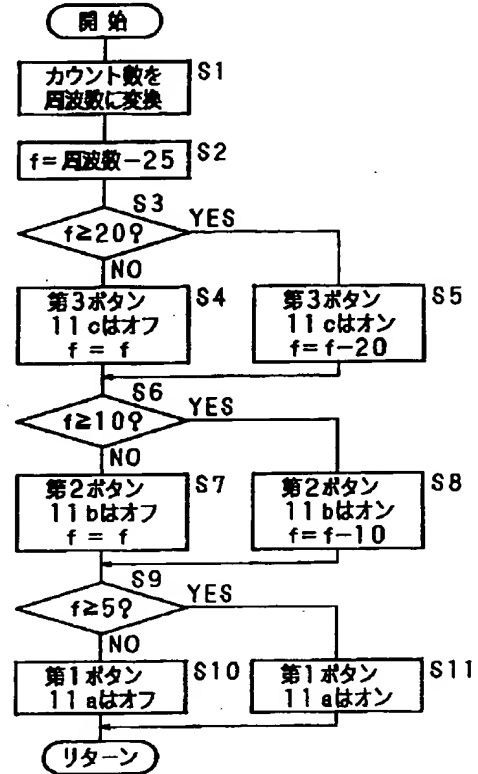 開始
カウント数を
周波数に変換
S1
f=周波数-25
S2
S3
f≧20?
YES
NO
第3ボタン
11cはオフ
f = f
S4
第3ボタン
11cはオン
f=f-20
S5
S6
f≧10?
YES
NO
第2ボタン
11bはオフ
f = f
S7
第2ボタン
11bはオン
f=f-10
S8
S9
f≧5?
YES
NO
第1ボタン
11aはオフ
S10
第1ボタン
11aはオン
S11
リターン